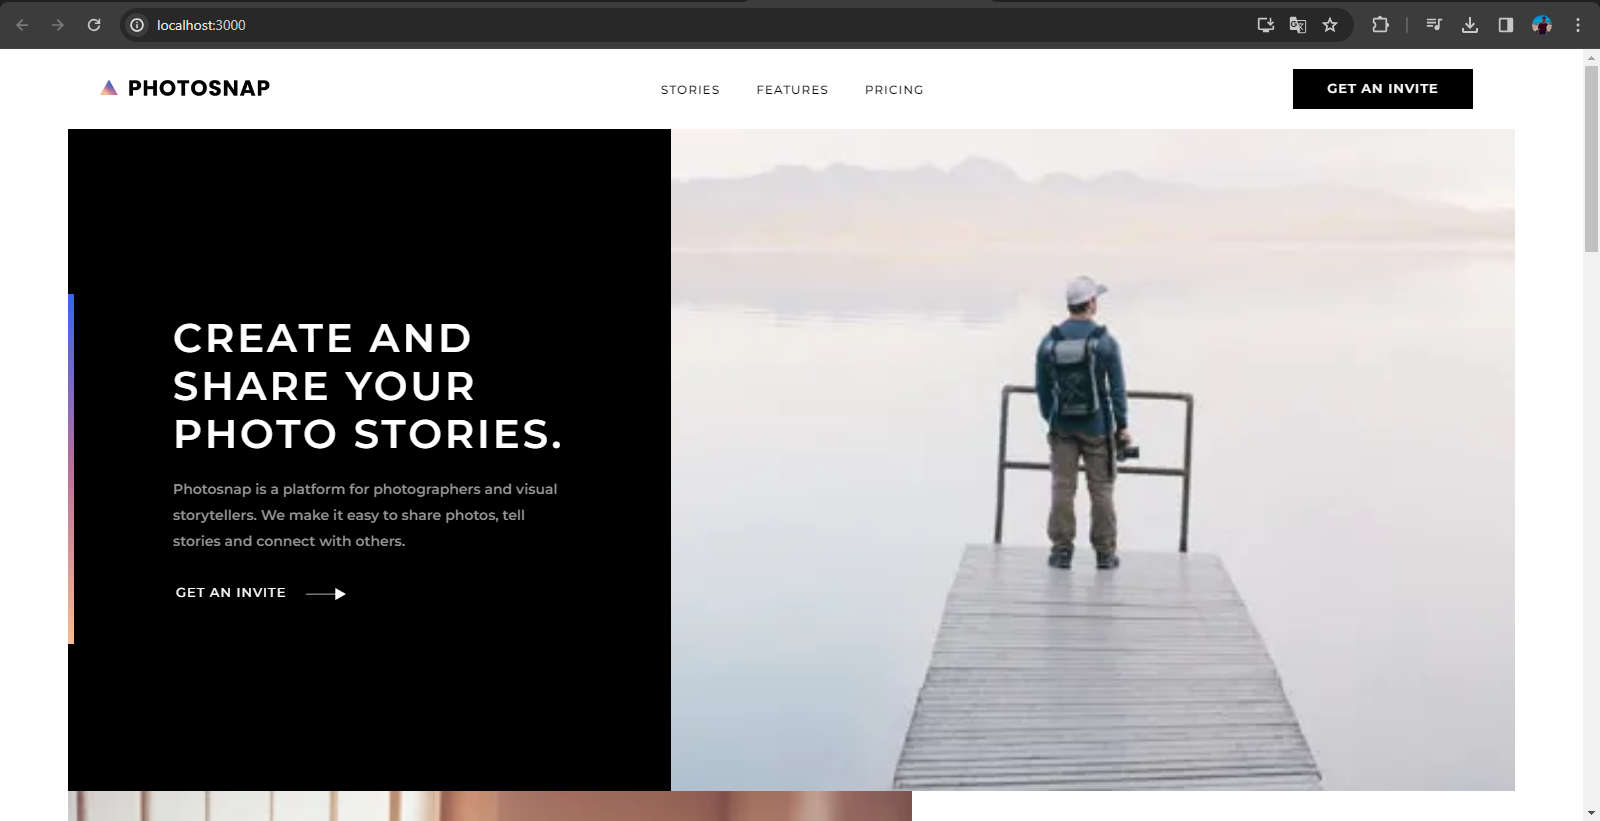 localhost:3000
PHOTOSNAP
STORIES
FEATURES
PRICING
GET AN INVITE
CREATE AND
SHARE YOUR
PHOTO STORIES.
Photosnap is a platform for photographers and visual
storytellers. We make it easy to share photos, tell
stories and connect with others.
GET AN INVITE